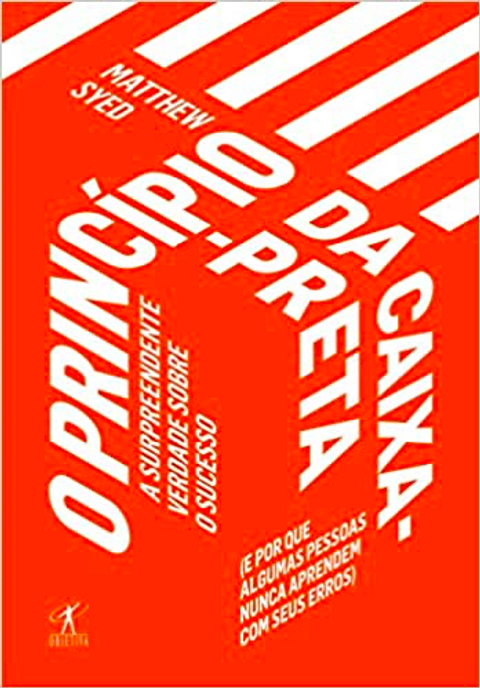 MATTHEW
SYED
O PRINCÍPIO
DA CAIXA-
-PRETA
A SURPREENDENTE
VERDADE SOBRE
O SUCESSO
(E POR QUE
ALGUMAS PESSOAS
NUNCA APRENDEM
COM SEUS ERROS)
OBJETIVA